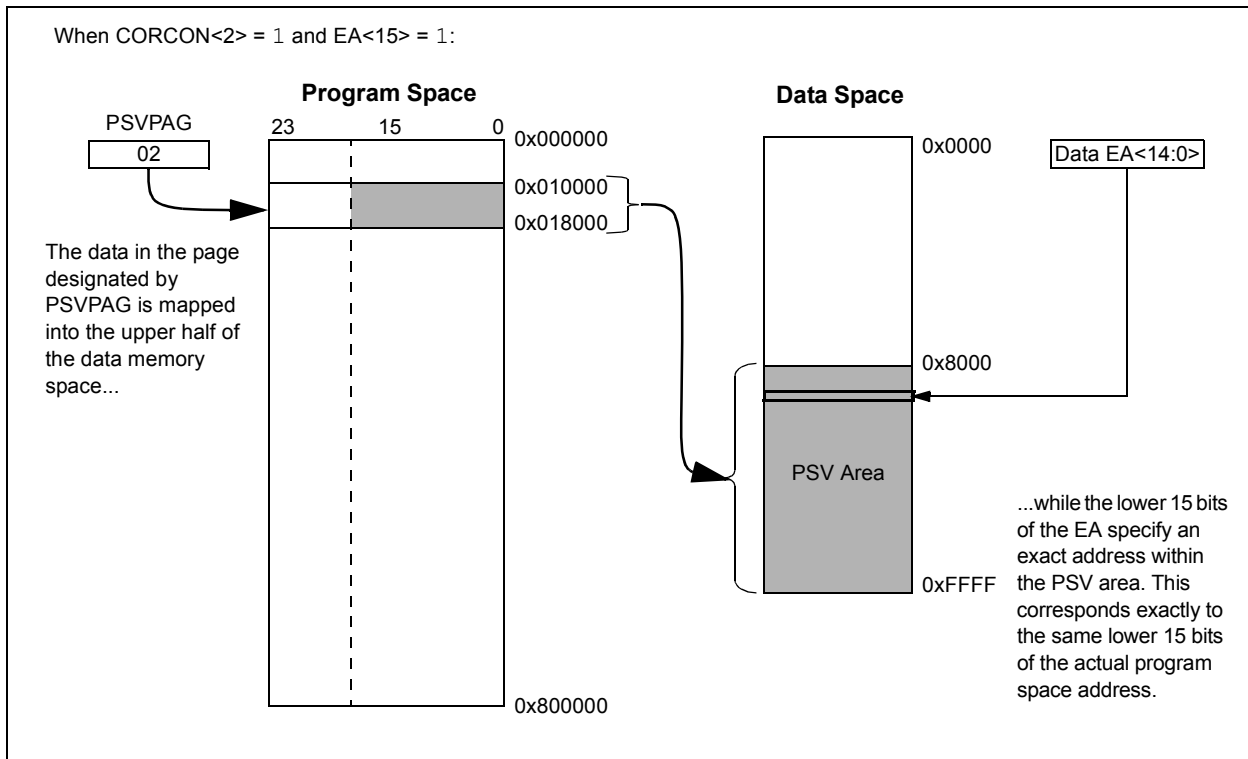 When CORCON<2> = 1 and EA<15> = 1:
Program Space
Data Space
PSVPAG
02
23 15 0
0x000000
0x010000
0x018000
0x800000
The data in the page
designated by
PSVPAG is mapped
into the upper half of
the data memory
space...
0x0000
Data EA<14:0>
0x8000
PSV Area
0xFFFF
...while the lower 15 bits
of the EA specify an
exact address within
the PSV area. This
corresponds exactly to
the same lower 15 bits
of the actual program
space address.